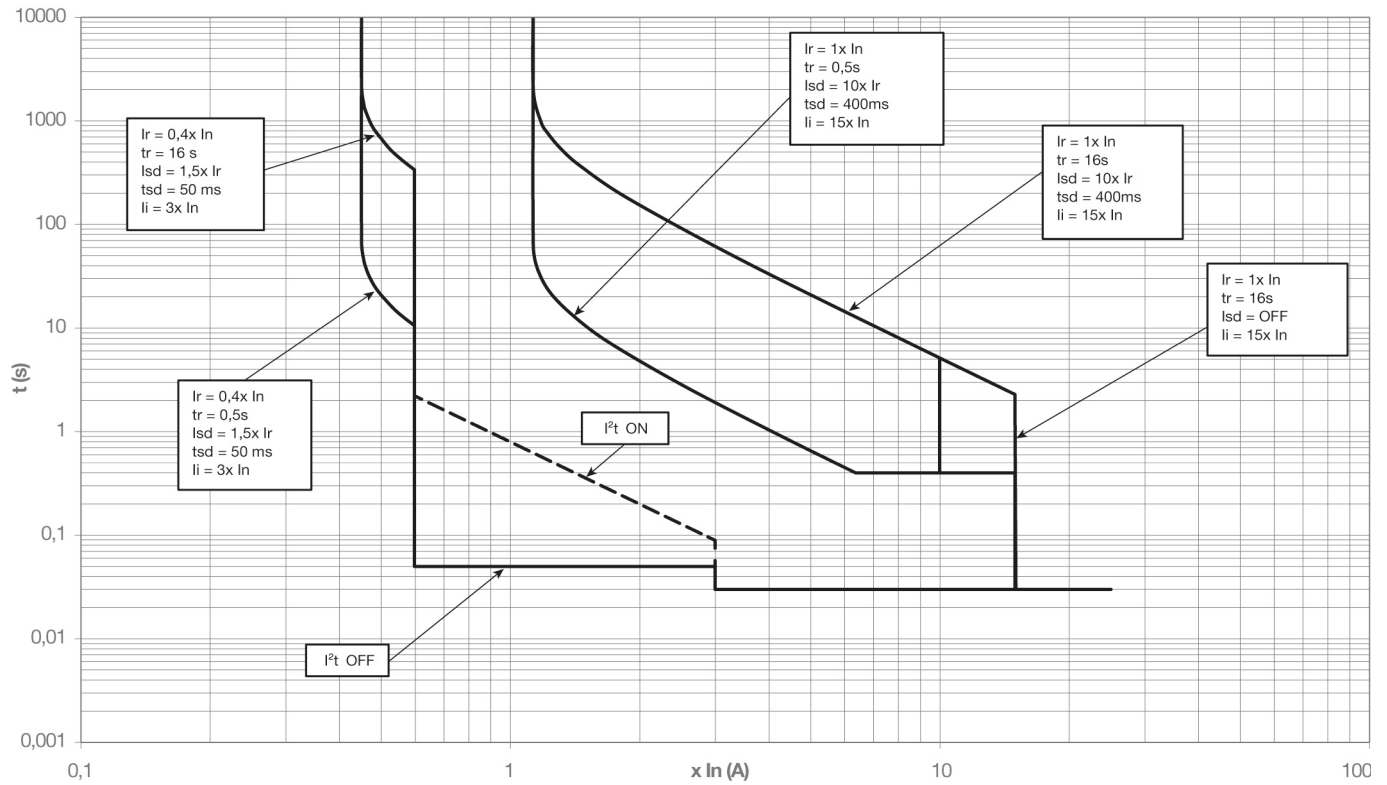 10000
1000
100
10
1
0,1
0,01
0,001
t (s)
0,1
1
10
100
x In (A)
Ir = 0,4x In
tr = 16 s
Isd = 1,5x Ir
tsd = 50 ms
Ii = 3x In
Ir = 1x In
tr = 0,5s
Isd = 10x Ir
tsd = 400ms
Ii = 15x In
Ir = 1x In
tr = 16s
Isd = 10x Ir
tsd = 400ms
Ii = 15x In
Ir = 1x In
tr = 16s
Isd = OFF
Ii = 15x In
Ir = 0,4x In
tr = 0,5s
Isd = 1,5x Ir
tsd = 50 ms
Ii = 3x In
I²t ON
I²t OFF